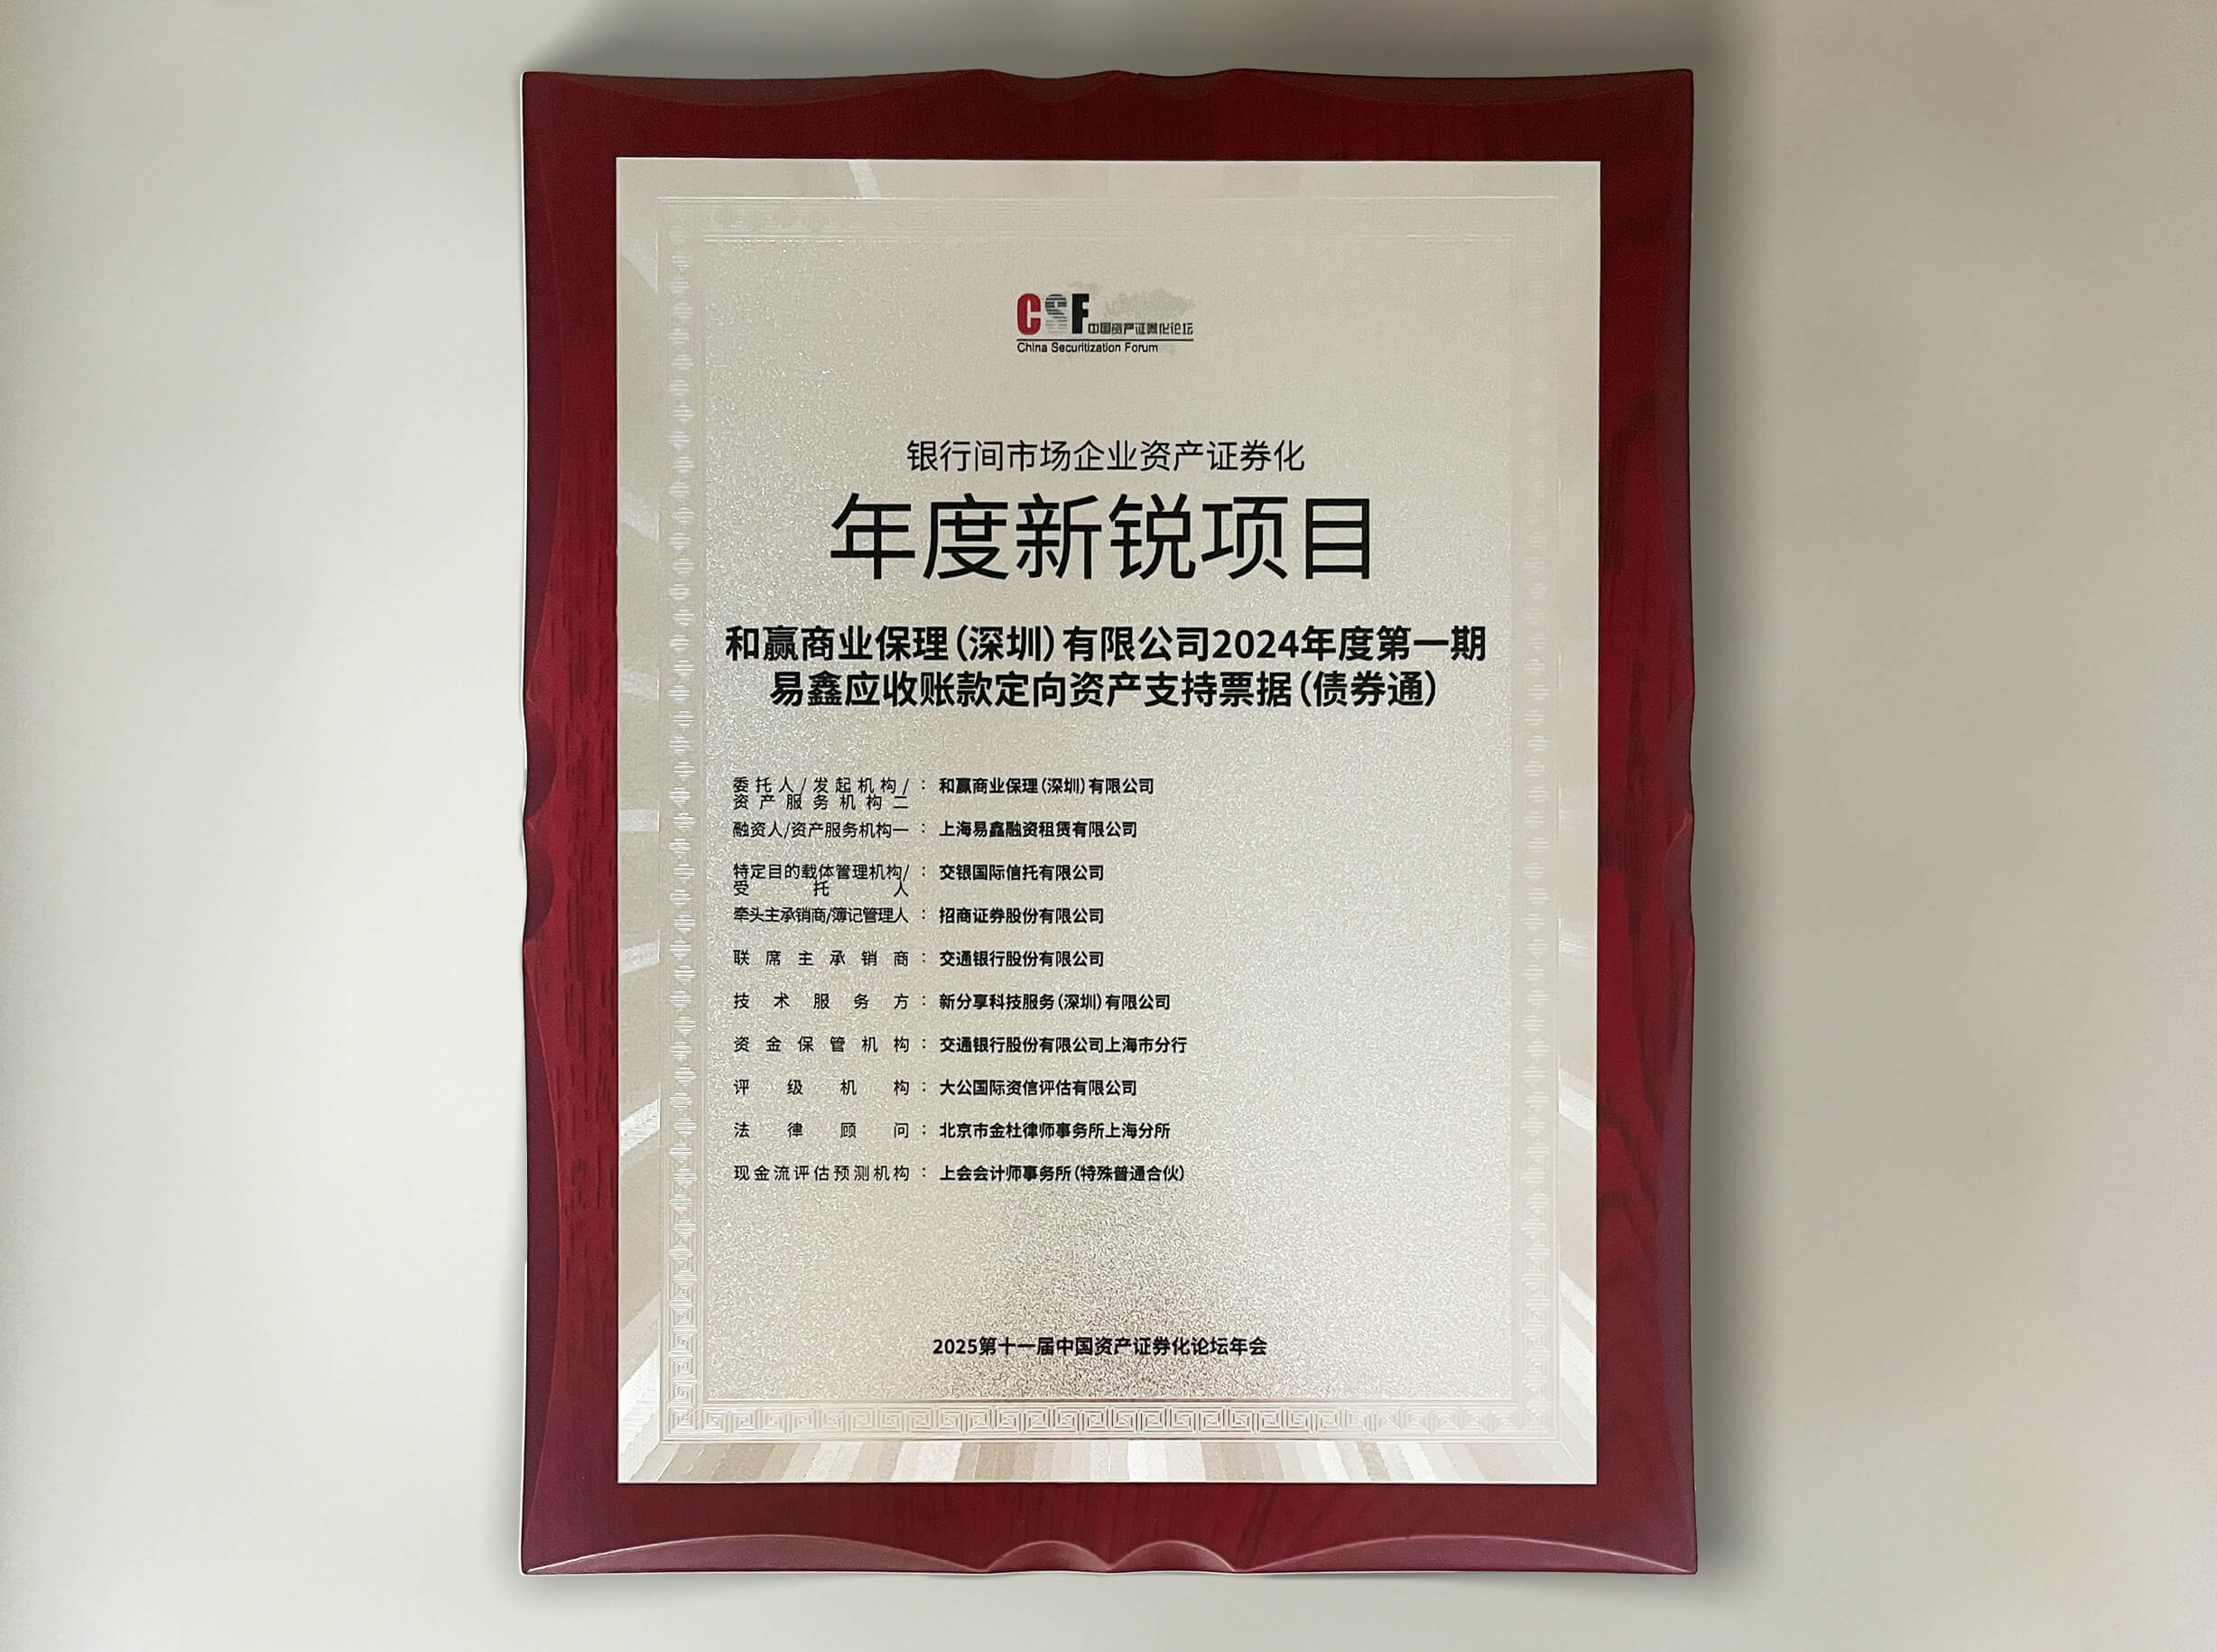 CSF中国资产证券化论坛
China Securitization Forum
银行间市场企业资产证券化
年度新锐项目
和赢商业保理(深圳)有限公司2024年度第一期
易鑫应收账款定向资产支持票据(债券通)
委托人/发起机构/: 和赢商业保理(深圳)有限公司
资产服务机构二
融资人/资产服务机构一: 上海易鑫融资租赁有限公司
特定目的载体管理机构/: 交银国际信托有限公司
受托人
牵头主承销商/簿记管理人: 招商证券股份有限公司
联席主承销商: 交通银行股份有限公司
技术服务方: 新分享科技服务(深圳)有限公司
资金保管机构: 交通银行股份有限公司上海市分行
评级机构: 大公国际资信评估有限公司
法律顾问: 北京市金杜律师事务所上海分所
现金流评估预测机构: 上会会计师事务所(特殊普通合伙)
2025第十一届中国资产证券化论坛年会